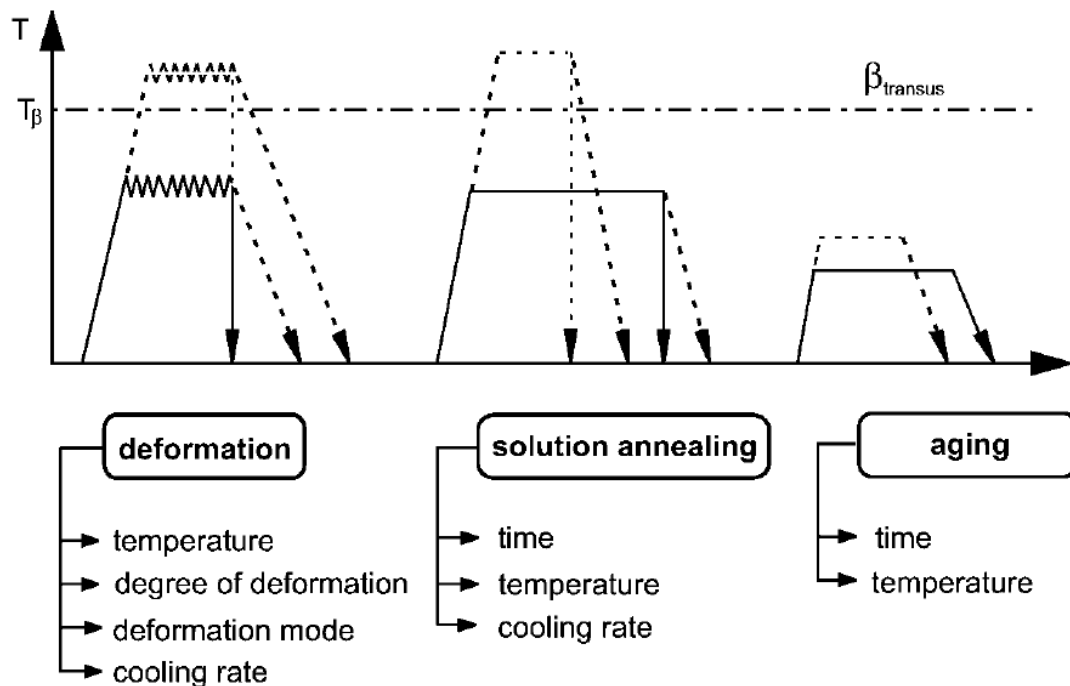 T
βtransus
Tβ
deformation
temperature
degree of deformation
deformation mode
cooling rate
solution annealing
time
temperature
cooling rate
aging
time
temperature